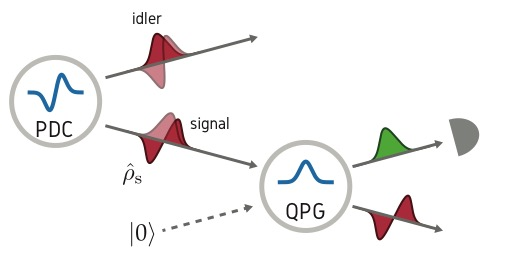 idler
PDC
signal
ρ̂s
QPG
|0⟩